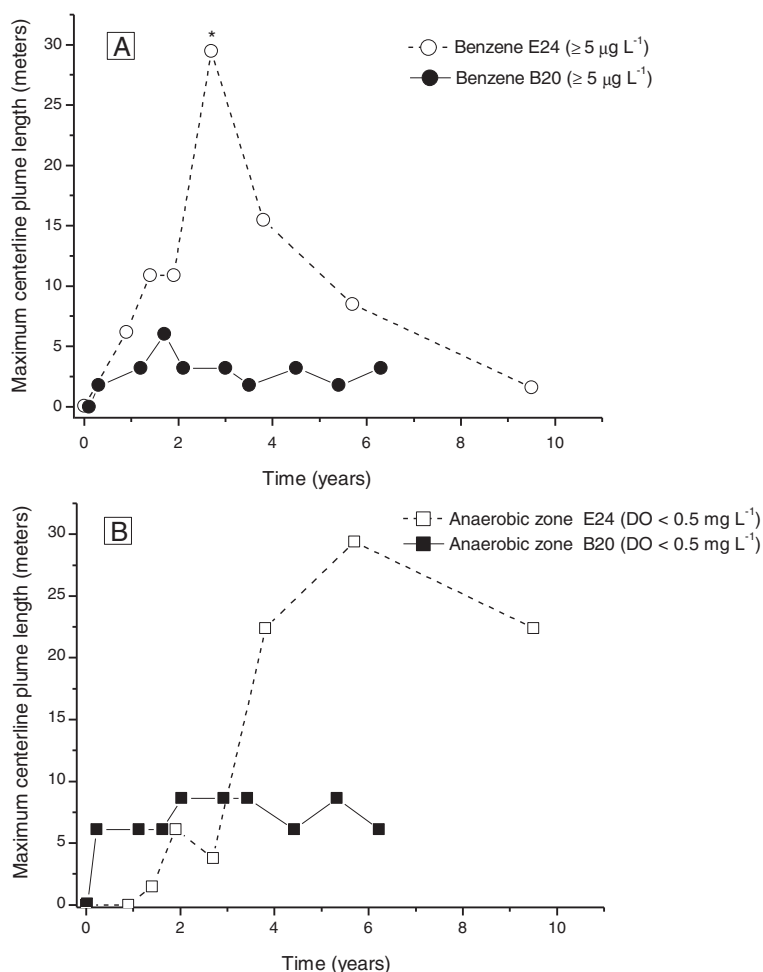 A
*
Benzene E24 (≥ 5 μg L⁻¹)
Benzene B20 (≥ 5 μg L⁻¹)
Maximum centerline plume length (meters)
30
25
20
15
10
5
0
0 2 4 6 8 10
Time (years)
B
Anaerobic zone E24 (DO < 0.5 mg L⁻¹)
Anaerobic zone B20 (DO < 0.5 mg L⁻¹)
Maximum centerline plume length (meters)
30
25
20
15
10
5
0
0 2 4 6 8 10
Time (years)